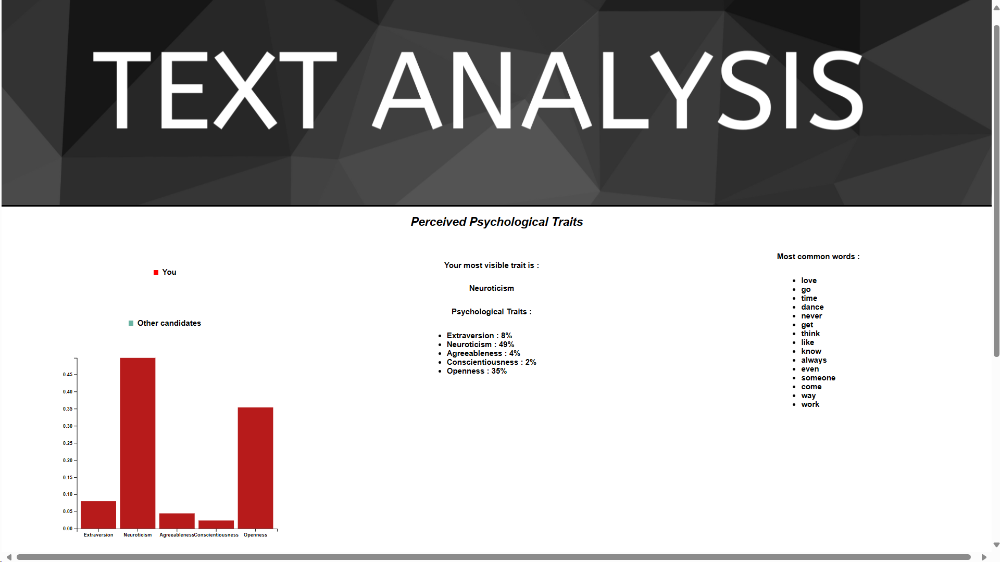 TEXT ANALYSIS
Perceived Psychological Traits
You
Other candidates
0.45
0.40
0.35
0.30
0.25
0.20
0.15
0.10
0.05
0.00
Extraversion
Neuroticism
Agreeableness
Conscientiousness
Openness
Your most visible trait is :
Neuroticism
Psychological Traits :
Extraversion : 8%
Neuroticism : 49%
Agreeableness : 4%
Conscientiousness : 2%
Openness : 35%
Most common words :
love
go
time
dance
never
get
think
like
know
always
even
someone
come
way
work